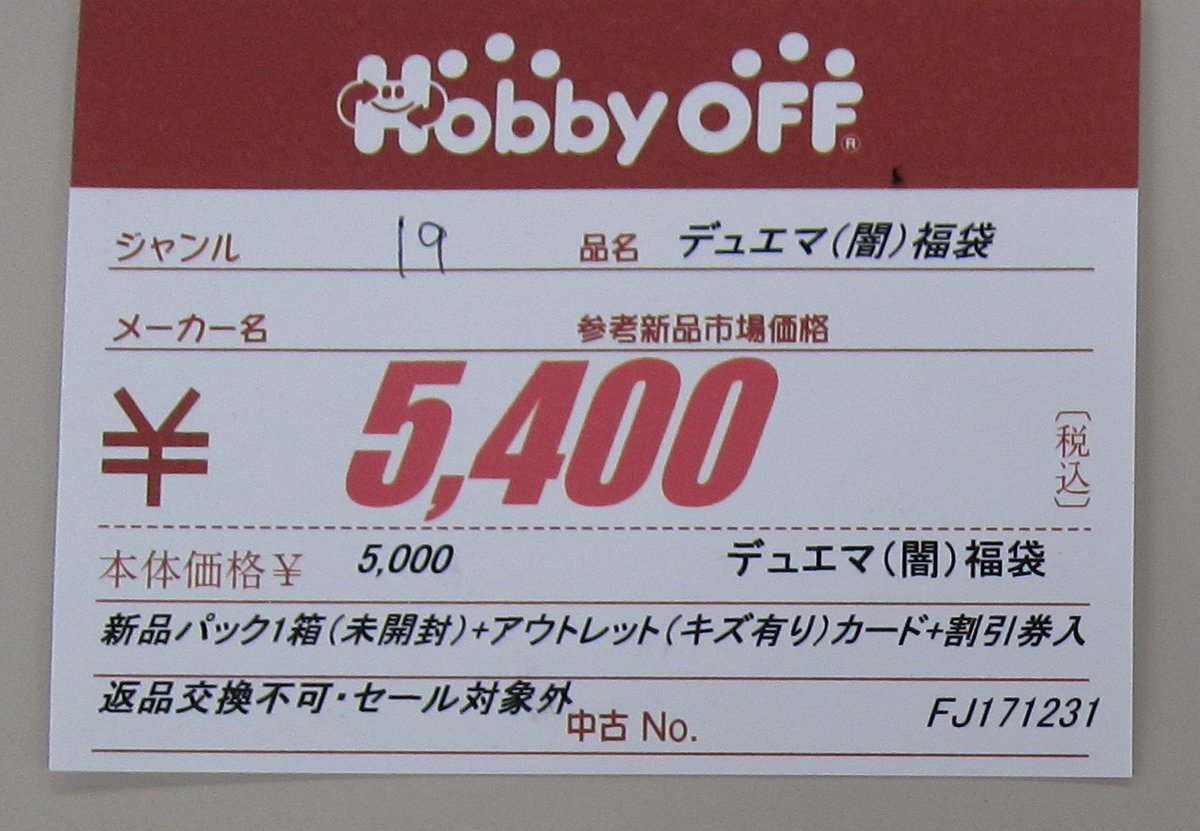 Hobby OFF®
ジャンル 19 品名 デュエマ(闇)福袋
メーカー名 参考新品市場価格
¥ 5,400 〔税込〕
本体価格¥ 5,000 デュエマ(闇)福袋
新品パック1箱(未開封)+アウトレット(キズ有り)カード+割引券入
返品交換不可・セール対象外
中古 No. FJ171231